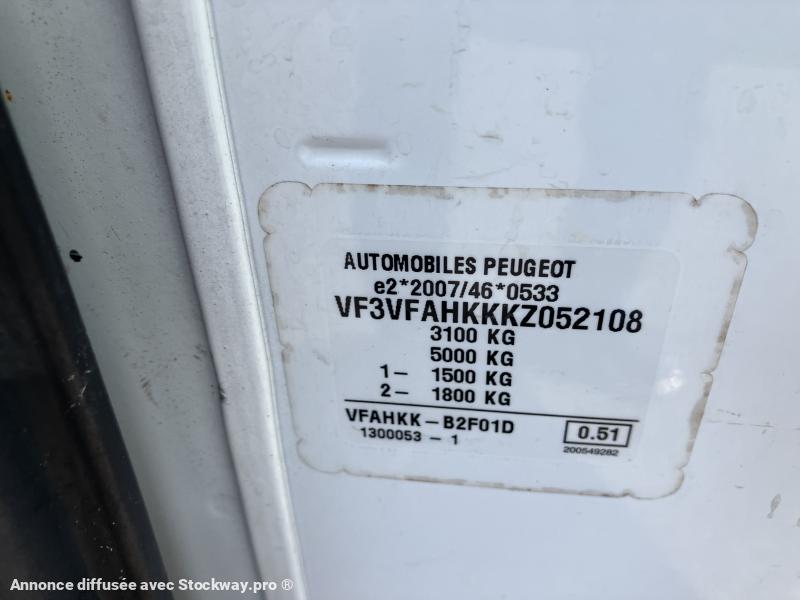 AUTOMOBILES PEUGEOT
e2*2007/46*0533
VF3VFAHKKKZ052108
3100 KG
5000 KG
1– 1500 KG
2– 1800 KG
VFAHKK–B2F01D
1300053 - 1
0.51
200549282
Annonce diffusée avec Stockway.pro ®